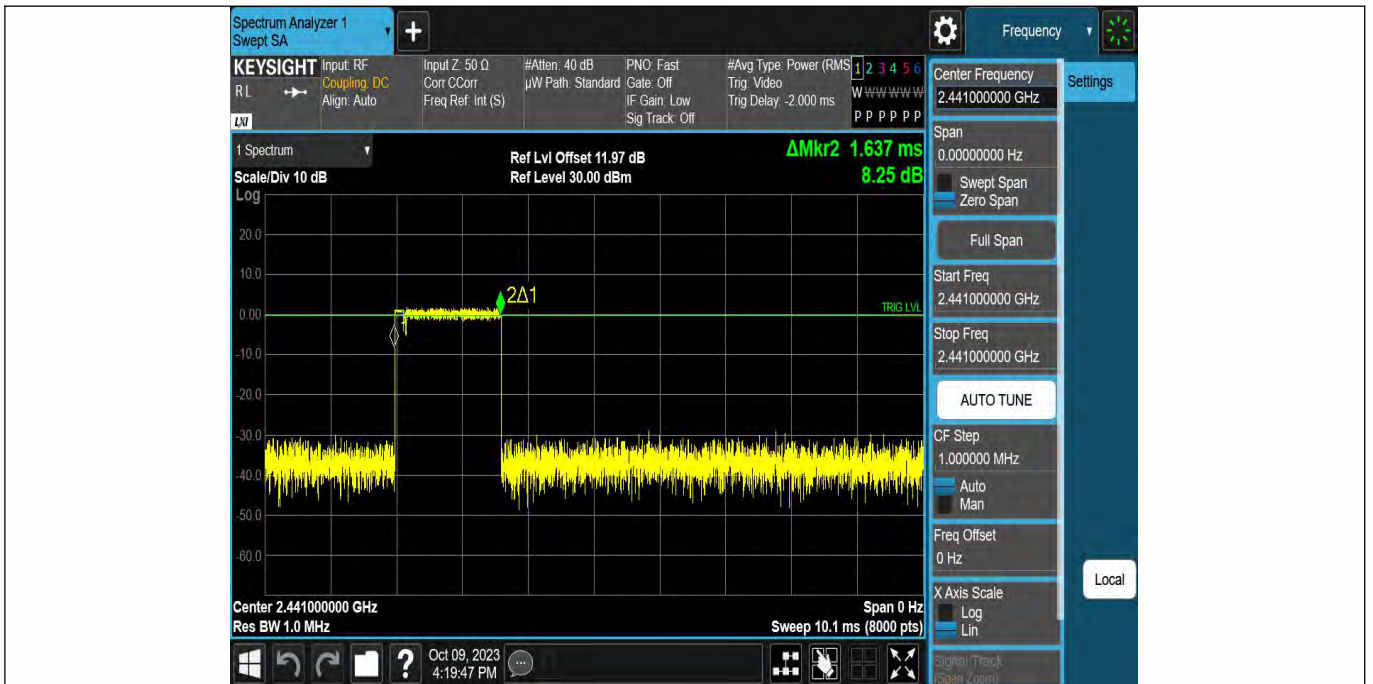 Spectrum Analyzer 1
Swept SA
+
Frequency
KEYSIGHT
RL
LXI
Input: RF
Coupling: DC
Align: Auto
Input Z: 50 Ω
Corr CCorr
Freq Ref: Int (S)
#Atten: 40 dB
µW Path: Standard
PNO: Fast
Gate: Off
IF Gain: Low
Sig Track: Off
#Avg Type: Power (RMS
Trig: Video
Trig Delay: -2.000 ms
1 2 3 4 5 6
W W W W W W
P P P P P P
1 Spectrum
Scale/Div 10 dB
Ref Lvl Offset 11.97 dB
Ref Level 30.00 dBm
ΔMkr2 1.637 ms
8.25 dB
Log
20.0
10.0
0.00
-10.0
-20.0
-30.0
-40.0
-50.0
-60.0
2Δ1
1
TRIG LVL
Center 2.441000000 GHz
Res BW 1.0 MHz
Span 0 Hz
Sweep 10.1 ms (8000 pts)
Oct 09, 2023
4:19:47 PM
?
Center Frequency
2.441000000 GHz
Settings
Span
0.00000000 Hz
Swept Span
Zero Span
Full Span
Start Freq
2.441000000 GHz
Stop Freq
2.441000000 GHz
AUTO TUNE
CF Step
1.000000 MHz
Auto
Man
Freq Offset
0 Hz
X Axis Scale
Log
Lin
Signal Track
(Span Zoom)
Local